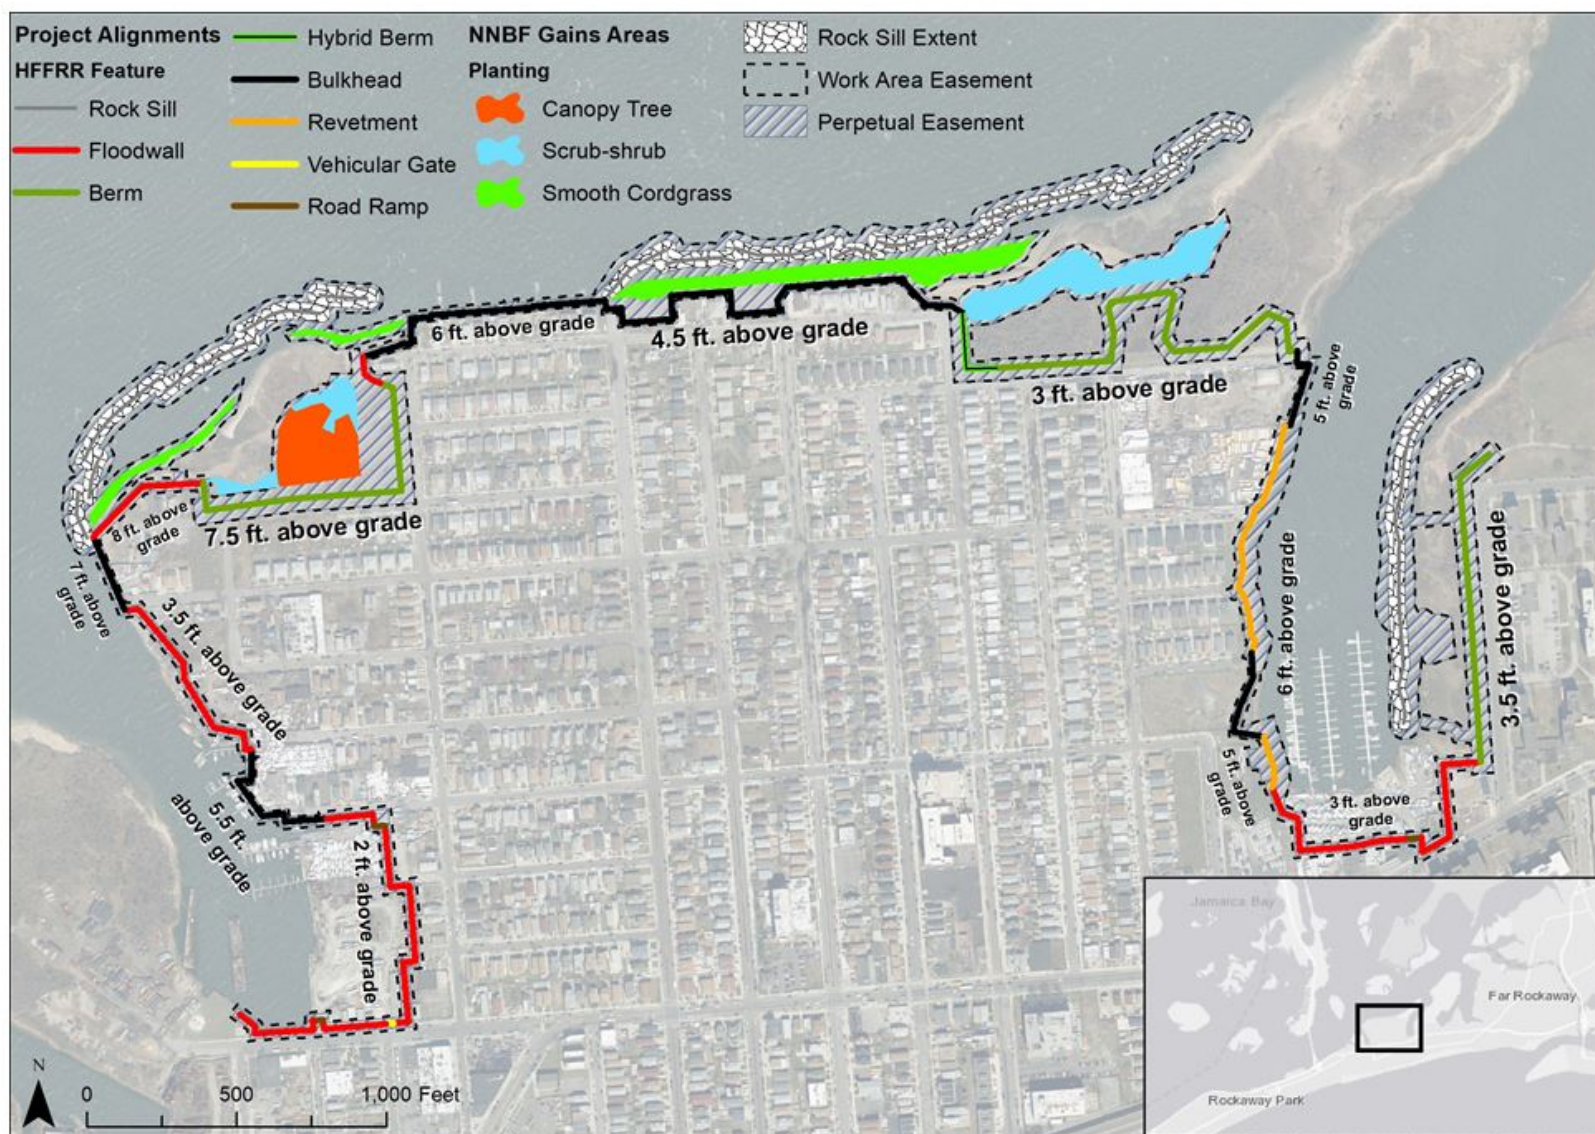 Project Alignments
HFFRR Feature
Rock Sill
Floodwall
Berm
Hybrid Berm
Bulkhead
Revetment
Vehicular Gate
Road Ramp
NNBF Gains Areas
Planting
Canopy Tree
Scrub-shrub
Smooth Cordgrass
Rock Sill Extent
Work Area Easement
Perpetual Easement
6 ft. above grade
4.5 ft. above grade
3 ft. above grade
5 ft. above
grade
8 ft. above
grade
7.5 ft. above grade
7 ft. above
grade
3.5 ft. above grade
5.5 ft.
above grade
2 ft. above grade
6 ft. above grade
3.5 ft. above grade
5 ft. above
grade
3 ft. above
grade
N
0
500
1,000 Feet
Jamaica Bay
Far Rockaway
Rockaway Park